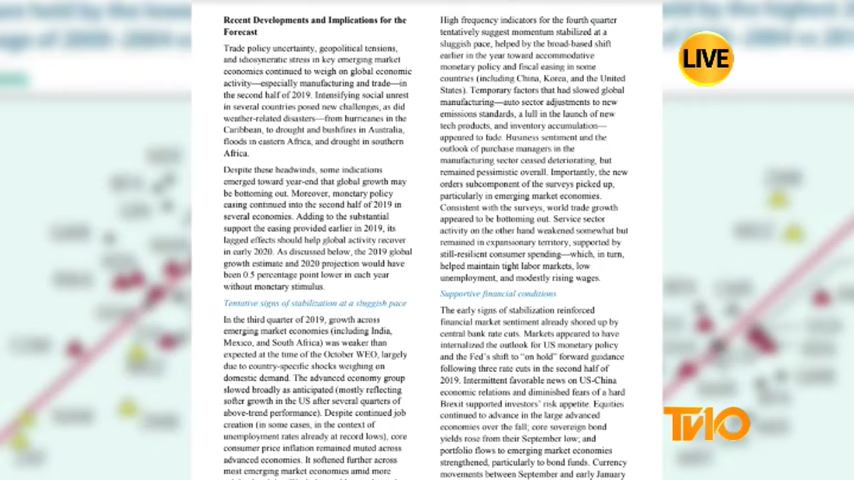 Recent Developments and Implications for the
Forecast
Trade policy uncertainty, geopolitical tensions,
and idiosyncratic stress in key emerging market
economies continued to weigh on global economic
activity—especially manufacturing and trade—in
the second half of 2019. Intensifying social unrest
in several countries posed new challenges, as did
weather-related disasters—from hurricanes in the
Caribbean, to drought and bushfires in Australia,
floods in eastern Africa, and drought in southern
Africa.
Despite these headwinds, some indications
emerged toward year-end that global growth may
be bottoming out. Moreover, monetary policy
easing continued into the second half of 2019 in
several economies. Adding to the substantial
support the easing provided earlier in 2019, its
lagged effects should help global activity recover
in early 2020. As discussed below, the 2019 global
growth estimate and 2020 projection would have
been 0.5 percentage point lower in each year
without monetary stimulus.
Tentative signs of stabilization at a sluggish pace
In the third quarter of 2019, growth across
emerging market economies (including India,
Mexico, and South Africa) was weaker than
expected at the time of the October WEO, largely
due to country-specific shocks weighing on
domestic demand. The advanced economy group
slowed broadly as anticipated (mostly reflecting
softer growth in the US after several quarters of
above-trend performance). Despite continued job
creation (in some cases, in the context of
unemployment rates already at record lows), core
consumer price inflation remained muted across
advanced economies. It softened further across
most emerging market economies amid more
High frequency indicators for the fourth quarter
tentatively suggest momentum stabilized at a
sluggish pace, helped by the broad-based shift
earlier in the year toward accommodative
monetary policy and fiscal easing in some
countries (including China, Korea, and the United
States). Temporary factors that had slowed global
manufacturing—auto sector adjustments to new
emissions standards, a lull in the launch of new
tech products, and inventory accumulation—
appeared to fade. Business sentiment and the
outlook of purchase managers in the
manufacturing sector ceased deteriorating, but
remained pessimistic overall. Importantly, the new
orders subcomponent of the surveys picked up,
particularly in emerging market economies.
Consistent with the surveys, world trade growth
appeared to be bottoming out. Service sector
activity on the other hand weakened somewhat but
remained in expansionary territory, supported by
still-resilient consumer spending—which, in turn,
helped maintain tight labor markets, low
unemployment, and modestly rising wages.
Supportive financial conditions
The early signs of stabilization reinforced
financial market sentiment already shored up by
central bank rate cuts. Markets appeared to have
internalized the outlook for US monetary policy
and the Fed's shift to "on hold" forward guidance
following three rate cuts in the second half of
2019. Intermittent favorable news on US-China
economic relations and diminished fears of a hard
Brexit supported investors' risk appetite. Equities
continued to advance in the large advanced
economies over the fall; core sovereign bond
yields rose from their September low; and
portfolio flows to emerging market economies
strengthened, particularly to bond funds. Currency
movements between September and early January
LIVE
TV10